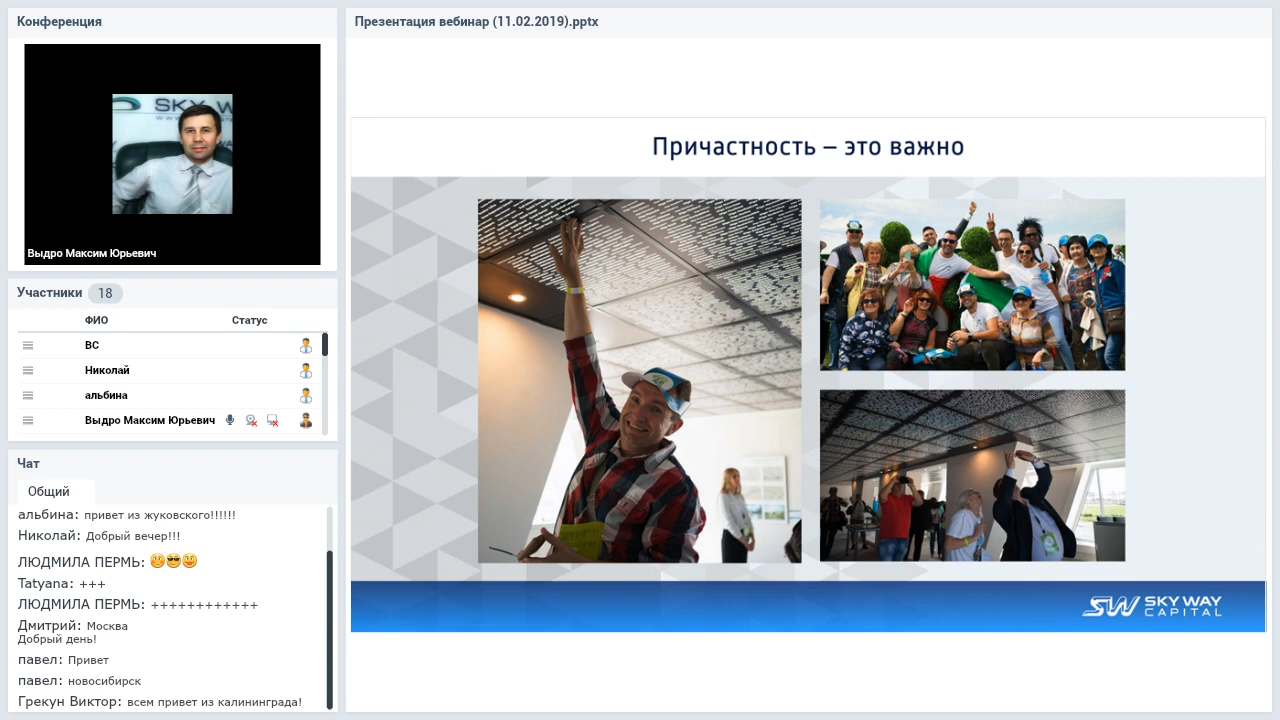 Конференция
SKY W
Выдро Максим Юрьевич
Участники 18
ФИО Статус
ВС
Николай
альбина
Выдро Максим Юрьевич
Чат
Общий
альбина: привет из жуковского!!!!!!
Николай: Добрый вечер!!!
ЛЮДМИЛА ПЕРМЬ:
Tatyana: +++
ЛЮДМИЛА ПЕРМЬ: ++++++++++++
Дмитрий: Москва
Добрый день!
павел: Привет
павел: новосибирск
Грекун Виктор: всем привет из калининграда!
Презентация вебинар (11.02.2019).pptx
Причастность – это важно
SW SKY WAY
CAPITAL